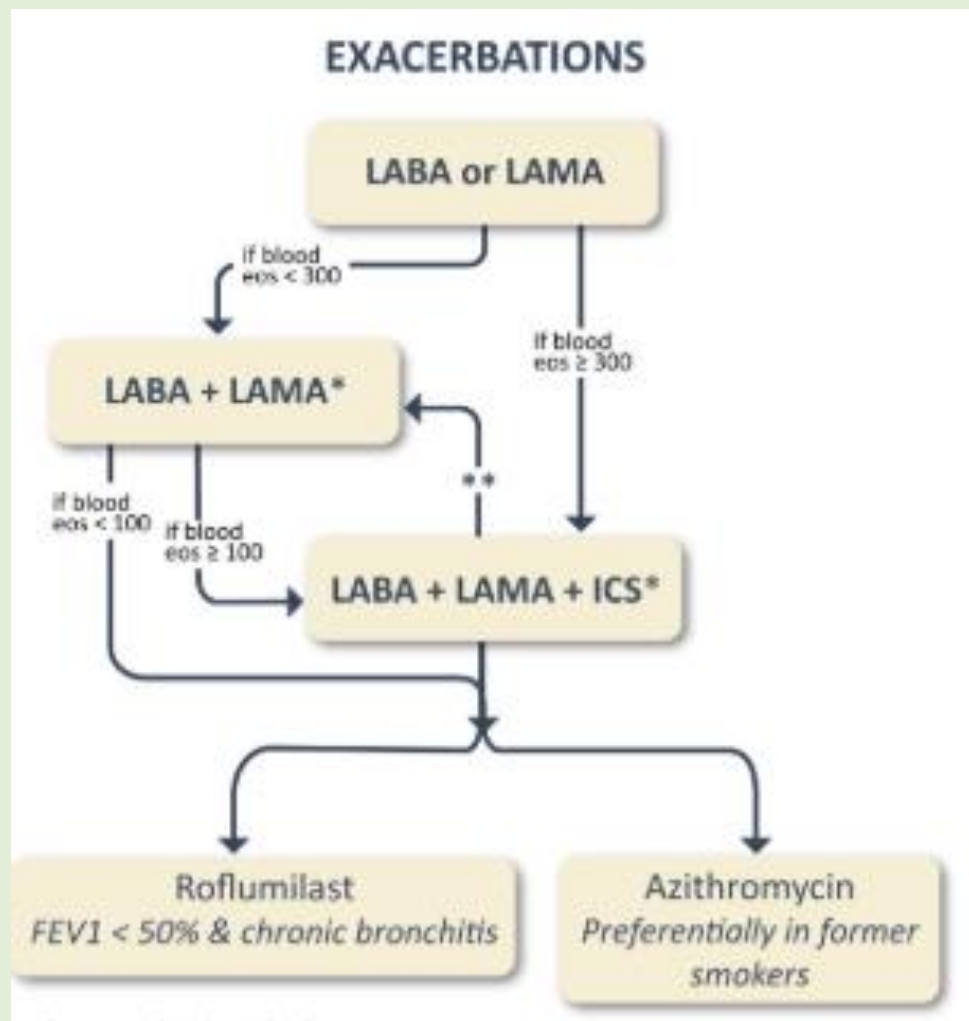 EXACERBATIONS
LABA or LAMA
if blood
eos < 300
if blood
eos ≥ 300
LABA + LAMA*
**
if blood
eos < 100
if blood
eos ≥ 100
LABA + LAMA + ICS*
Roflumilast
FEV1 < 50% & chronic bronchitis
Azithromycin
Preferentially in former
smokers